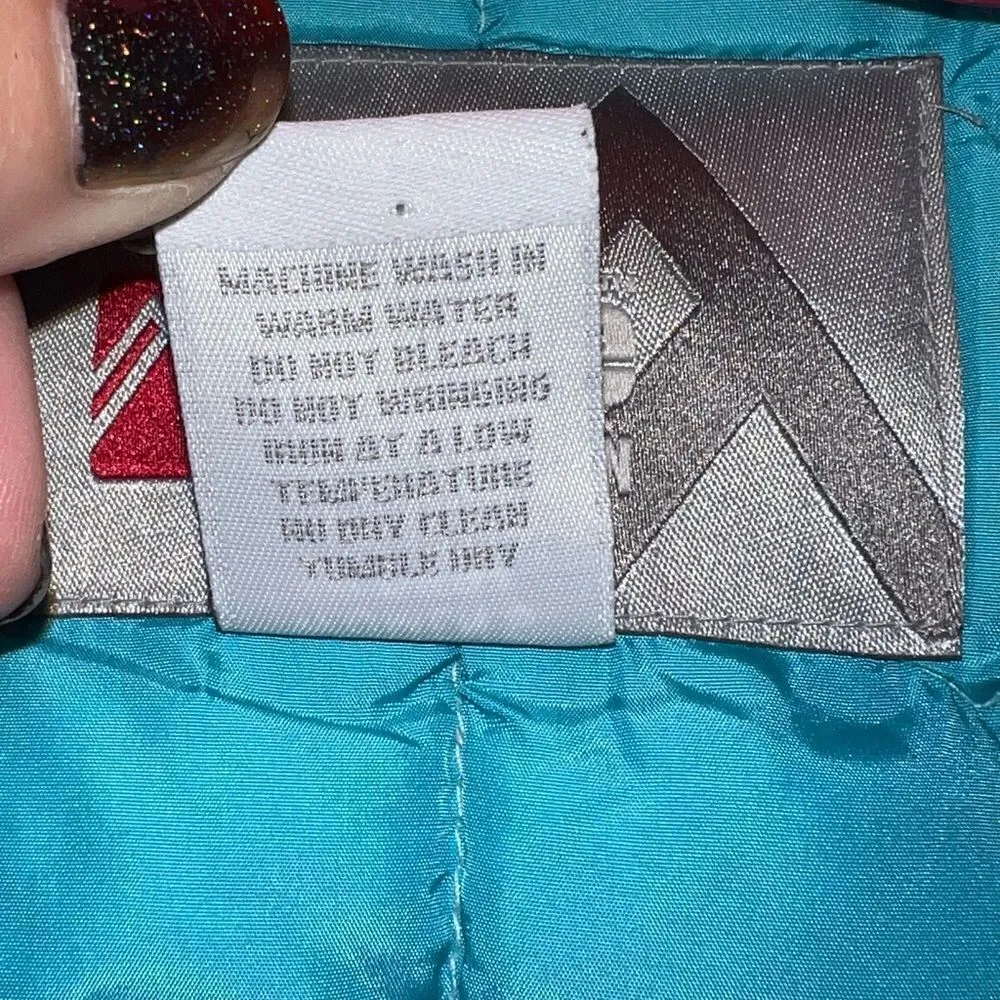 MACHINE WASH IN
WARM WATER
DO NOT BLEACH
DO NOT WRINGING
IRON AT A LOW
TEMPERATURE
NO DRY CLEAN
TUMBLE DRY